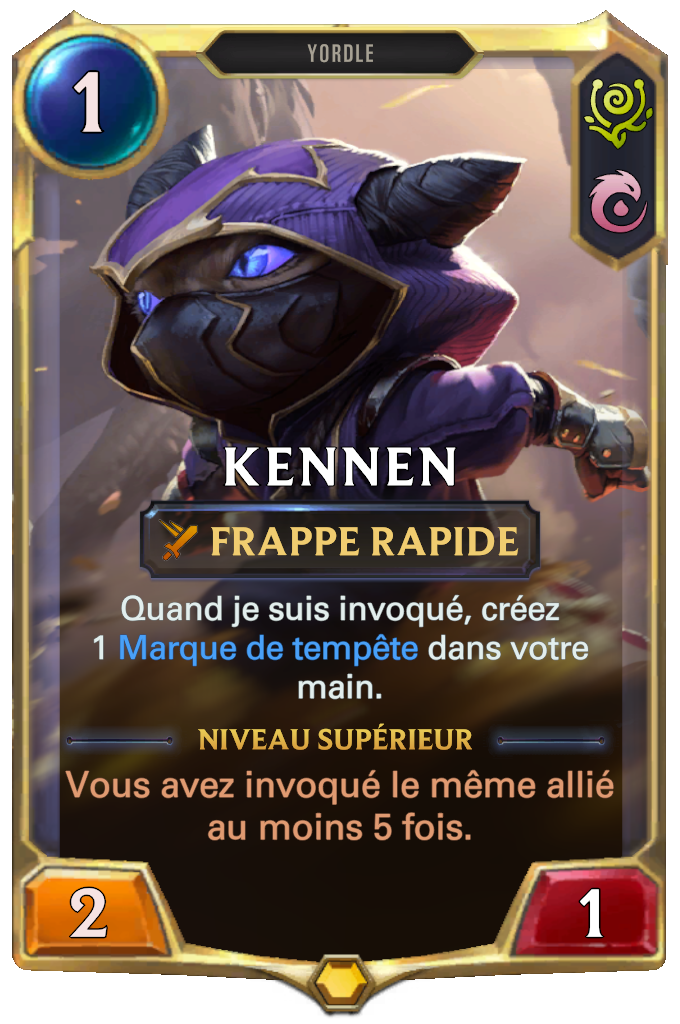 YORDLE
1
KENNEN
FRAPPE RAPIDE
Quand je suis invoqué, créez
1 Marque de tempête dans votre
main.
NIVEAU SUPÉRIEUR
Vous avez invoqué le même allié
au moins 5 fois.
2
1